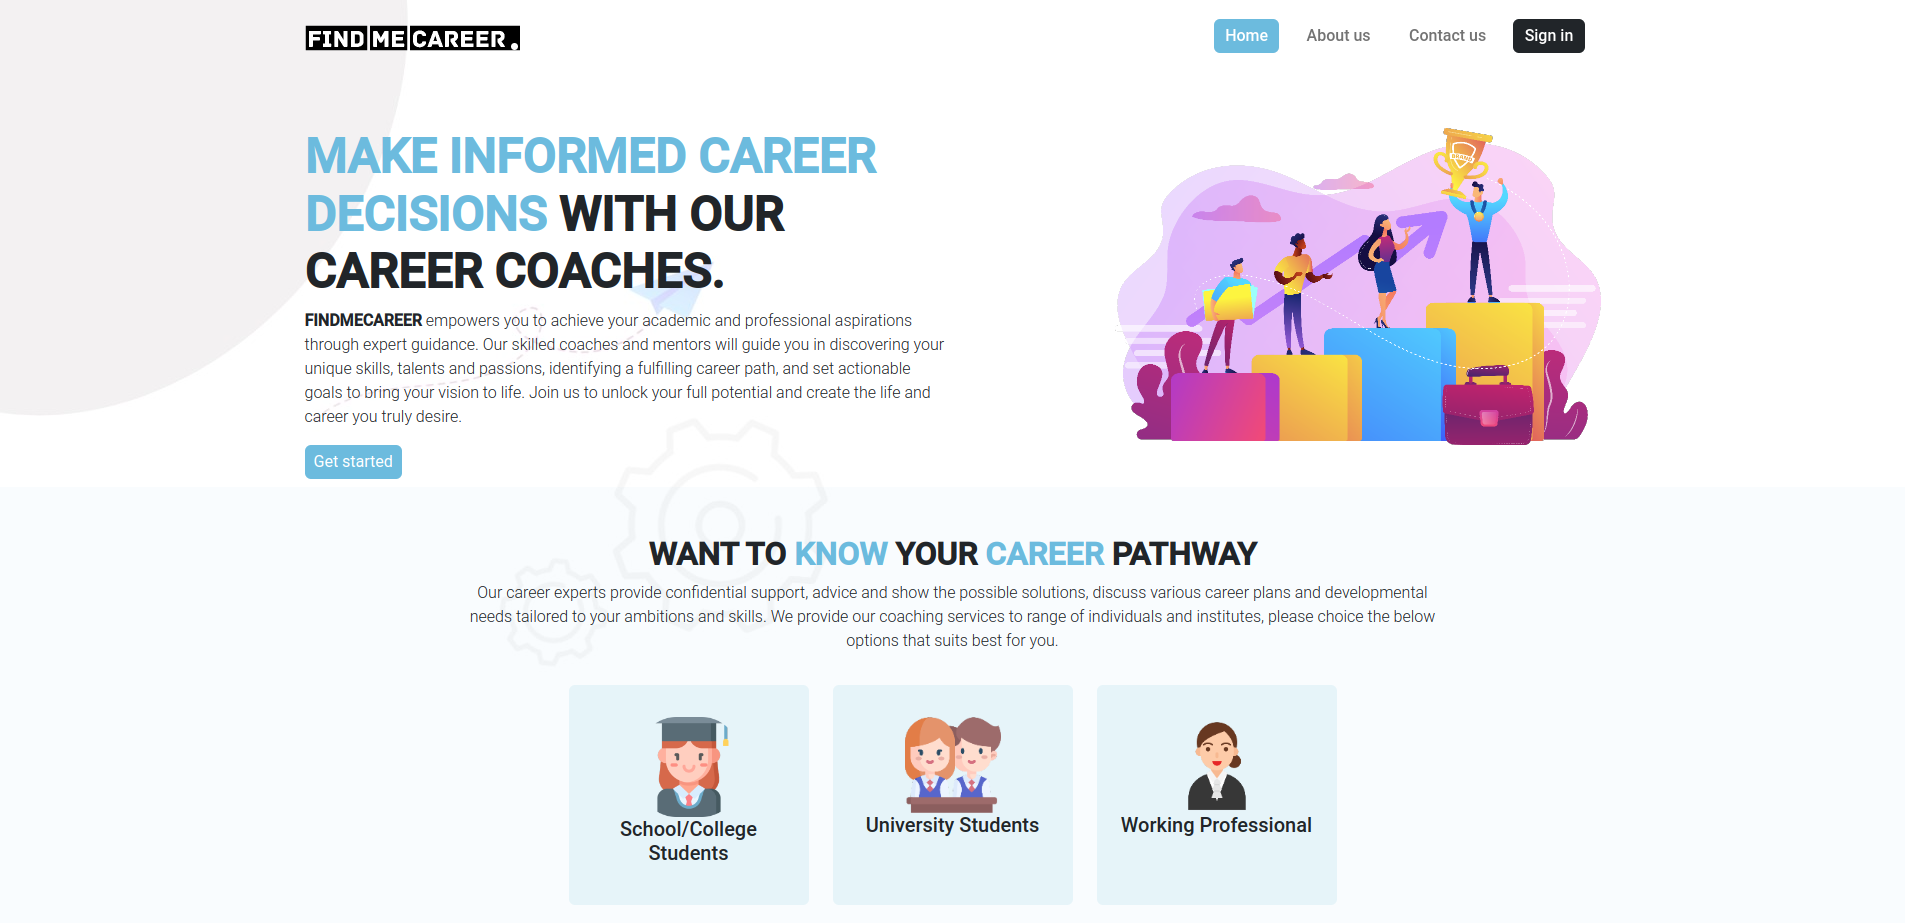 FIND ME CAREER.
Home
About us
Contact us
Sign in
MAKE INFORMED CAREER
DECISIONS WITH OUR
CAREER COACHES.
FINDMECAREER empowers you to achieve your academic and professional aspirations
through expert guidance. Our skilled coaches and mentors will guide you in discovering your
unique skills, talents and passions, identifying a fulfilling career path, and set actionable
goals to bring your vision to life. Join us to unlock your full potential and create the life and
career you truly desire.
Get started
WANT TO KNOW YOUR CAREER PATHWAY
Our career experts provide confidential support, advice and show the possible solutions, discuss various career plans and developmental
needs tailored to your ambitions and skills. We provide our coaching services to range of individuals and institutes, please choice the below
options that suits best for you.
School/College
Students
University Students
Working Professional